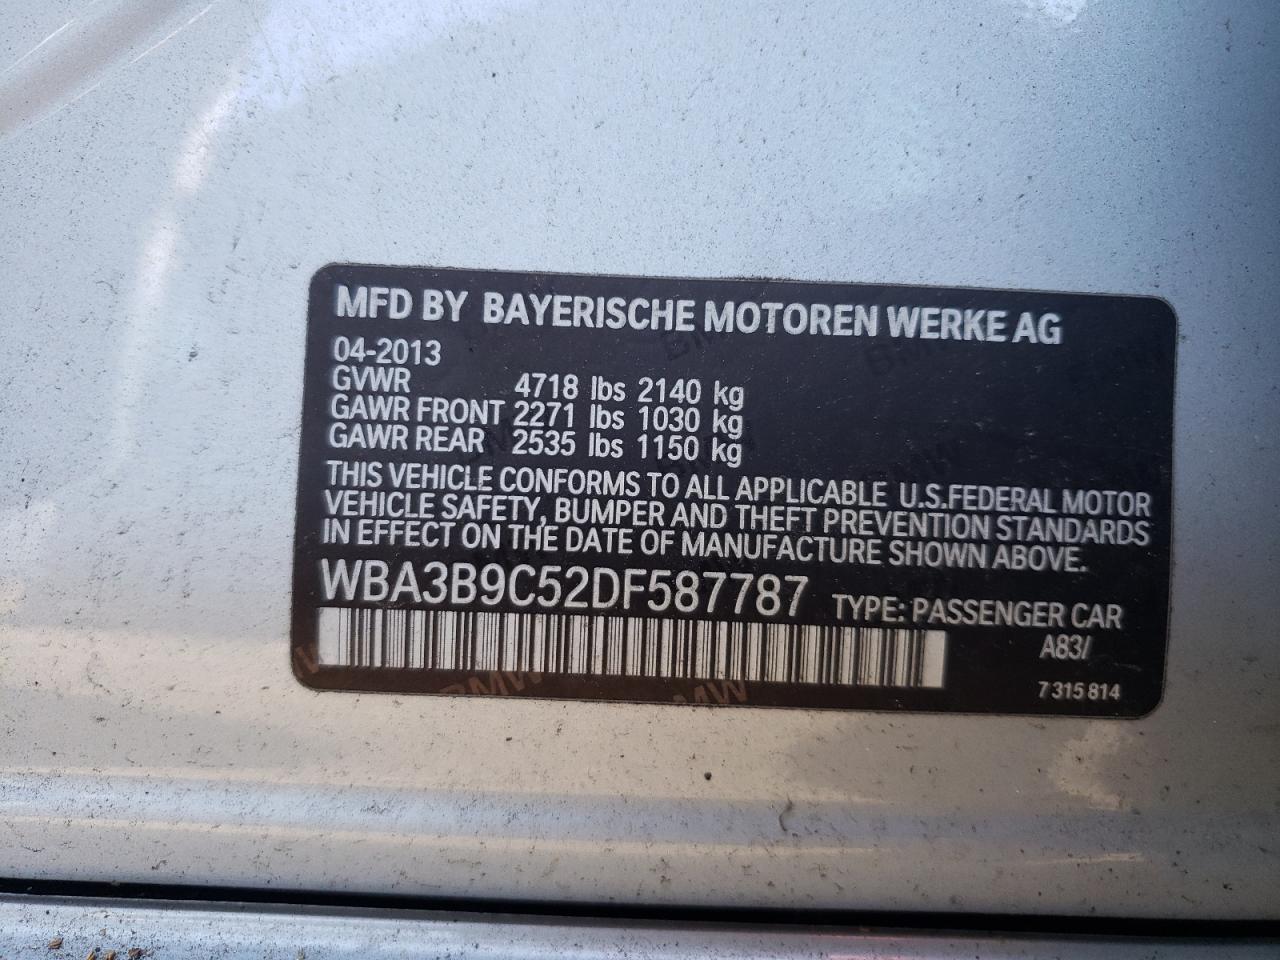 MFD BY BAYERISCHE MOTOREN WERKE AG
04-2013
GVWR 4718 lbs 2140 kg
GAWR FRONT 2271 lbs 1030 kg
GAWR REAR 2535 lbs 1150 kg
THIS VEHICLE CONFORMS TO ALL APPLICABLE U.S.FEDERAL MOTOR
VEHICLE SAFETY, BUMPER AND THEFT PREVENTION STANDARDS
IN EFFECT ON THE DATE OF MANUFACTURE SHOWN ABOVE.
WBA3B9C52DF587787 TYPE: PASSENGER CAR
A83/
7 315 814
BMW
BMW